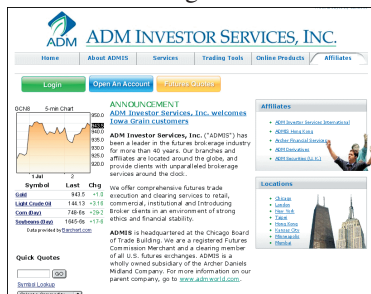 ADM
ADM INVESTOR SERVICES, INC.
Home
About ADMIS
Services
Trading Tools
Online Products
Affiliates
Login
Open An Account
Futures Quotes
GCN8 5-min Chart
950.0
945.0
940.0
935.0
930.0
925.0
920.0
1 Jul 2
Symbol Last Chg
Gold 943.5 +1.0
Light Crude Oil 144.13 +3.16
Corn (Day) 748-6s +29-2
Soybeans (Day) 1645-6s +17-6
Data provided by Barchart.com
Quick Quotes
GO
Symbol Lookup
ANNOUNCEMENT
ADM Investor Services, Inc. welcomes
Iowa Grain customers
ADM Investor Services, Inc. ("ADMIS") has
been a leader in the futures brokerage industry
for more than 40 years. Our branches and
affiliates are located around the globe, and
provide clients with unparalleled brokerage
services around the clock.
We offer comprehensive futures trade
execution and clearing services to retail,
commercial, institutional and Introducing
Broker clients in an environment of strong
ethics and financial stability.
ADMIS is headquartered at the Chicago Board
of Trade Building. We are a registered Futures
Commission Merchant and a clearing member
of all U.S. futures exchanges. ADMIS is a
wholly owned subsidiary of the Archer Daniels
Midland Company. For more information on our
parent company, go to www.admworld.com.
Affiliates
ADM Investor Services International
ADMIS Hong Kong
Archer Financial Services
ADM Derivatives
ADM Securities (U.K.)
Locations
Chicago
London
New York
Taipei
Hong Kong
Kansas City
Minneapolis
Mumbai